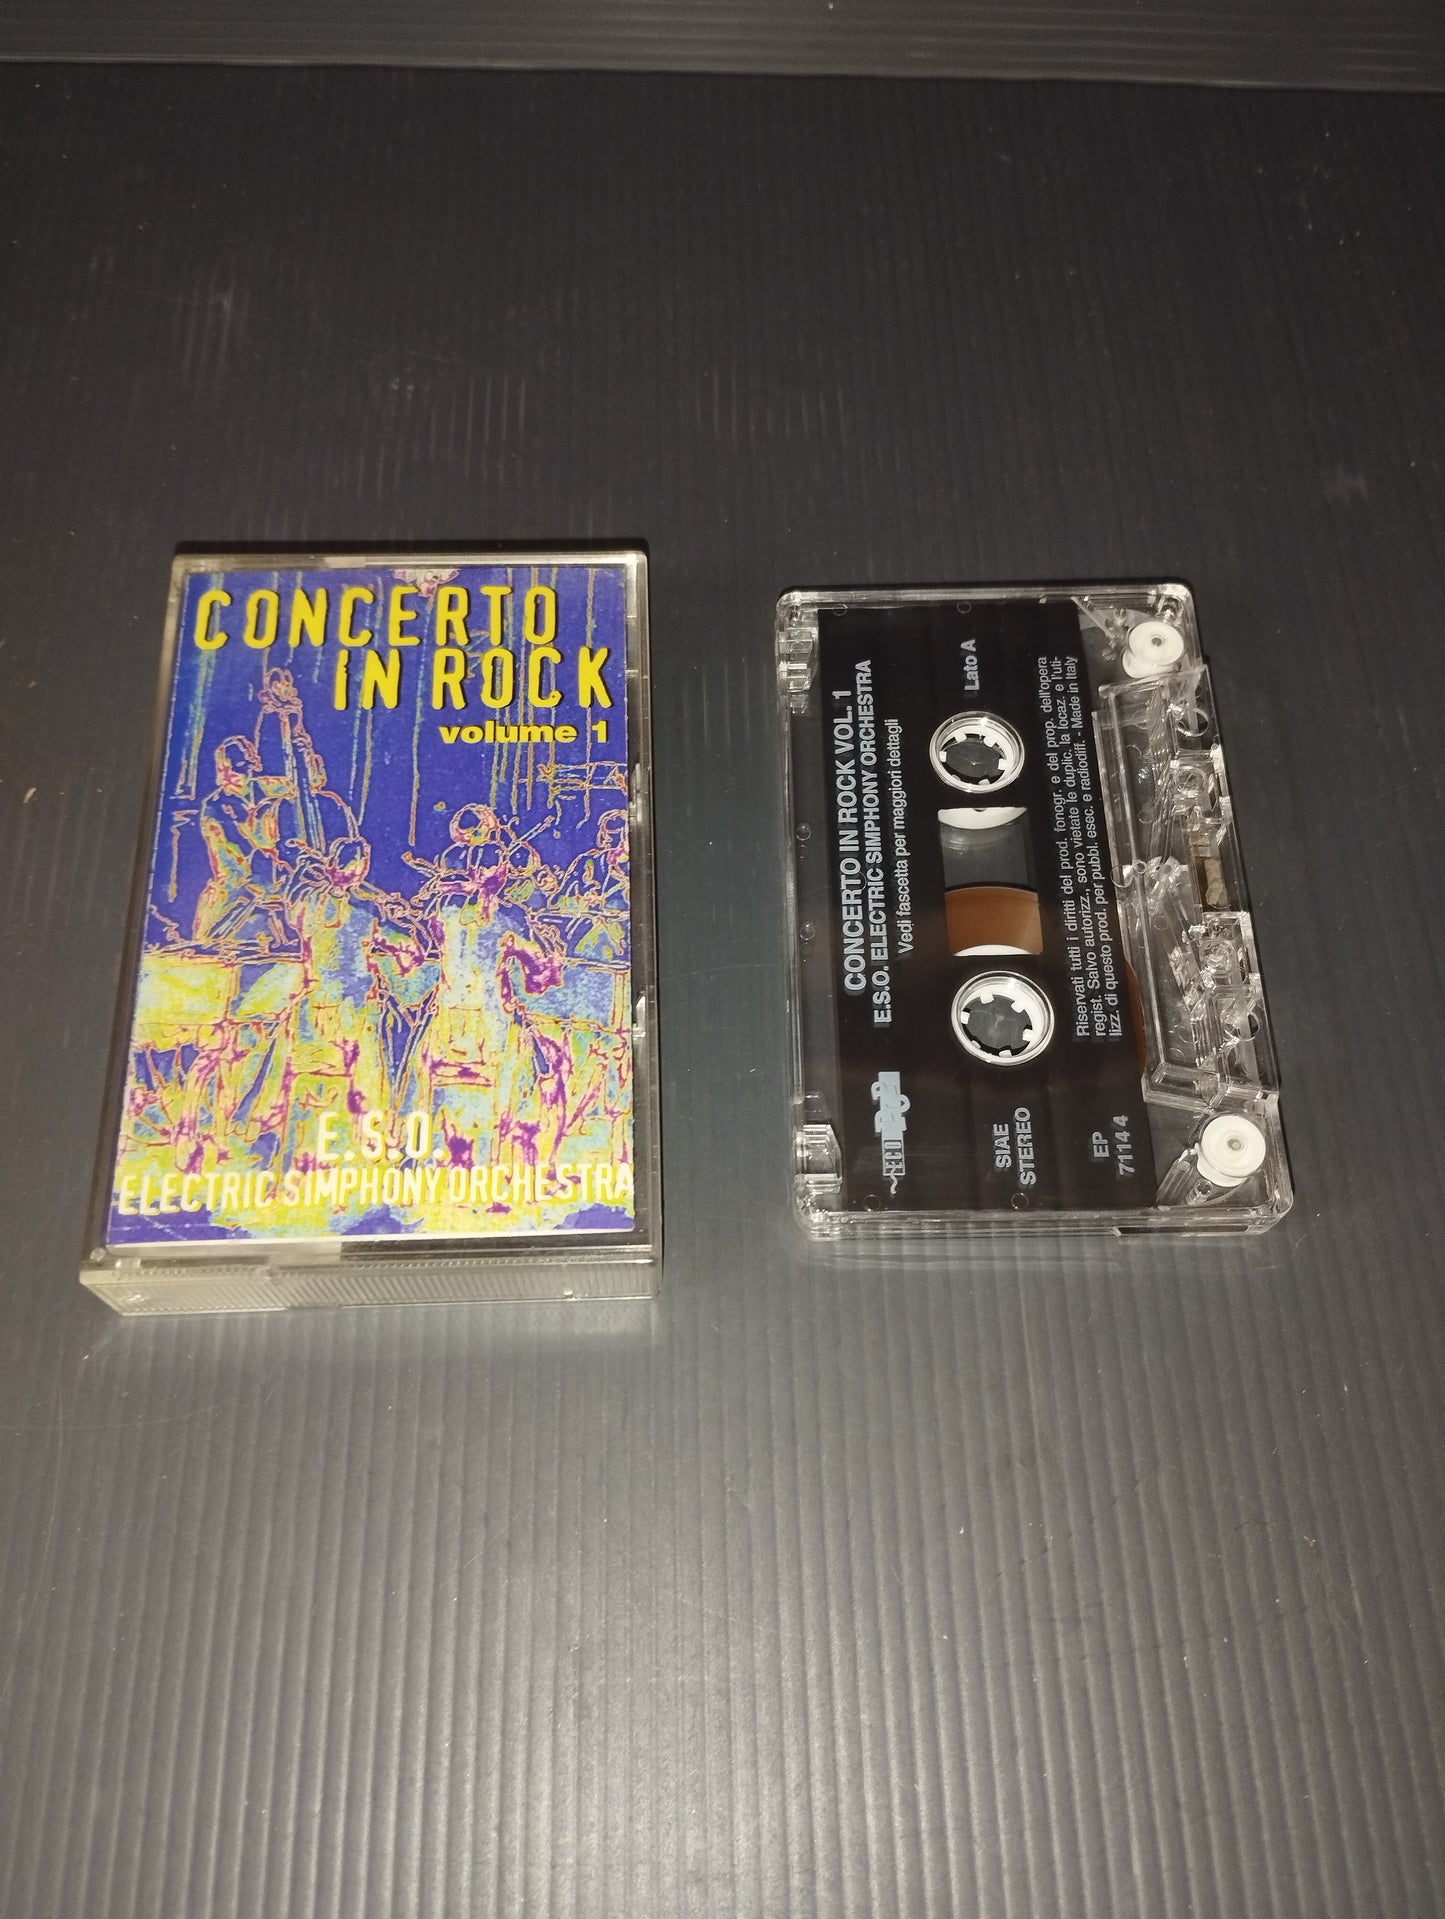 CONCERTO
IN ROCK
volume 1
E.S.O.
ELECTRIC SIMPHONY ORCHESTRA
CONCERTO IN ROCK VOL. 1
E.S.O. ELECTRIC SIMPHONY ORCHESTRA
Vedi fascetta per maggiori dettagli
Lato A
SIAE
STEREO
EP
71144
Riservati tutti i diritti del prod. fonogr. e del prop. dell'opera
regist. Salvo autorizz., sono vietate le duplic. la locaz. e l'uti-
lizz. di questo prod. per pubbl. esec. e radiodiff. - Made in Italy